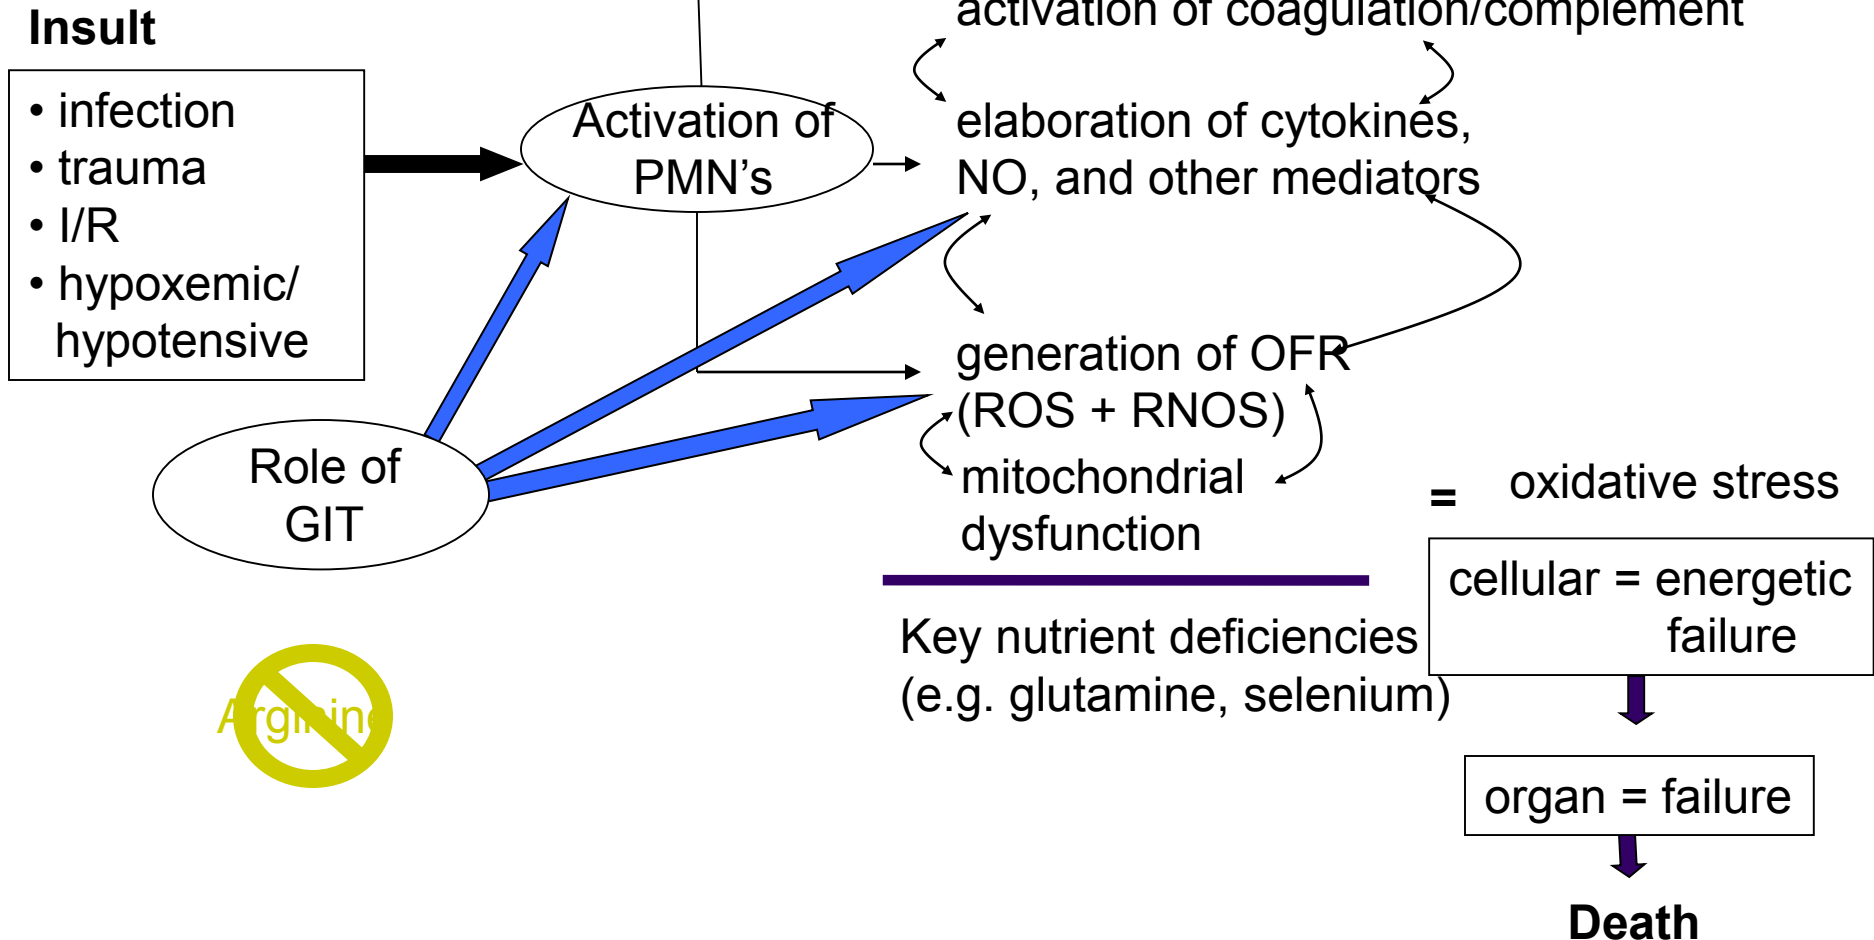 activation of coagulation/complement
Insult
• infection
• trauma
• I/R
• hypoxemic/
hypotensive
Activation of
PMN's
elaboration of cytokines,
NO, and other mediators
generation of OFR
(ROS + RNOS)
mitochondrial
dysfunction
Role of
GIT
= oxidative stress
cellular = energetic
failure
Key nutrient deficiencies
(e.g. glutamine, selenium)
Arginine
organ = failure
Death